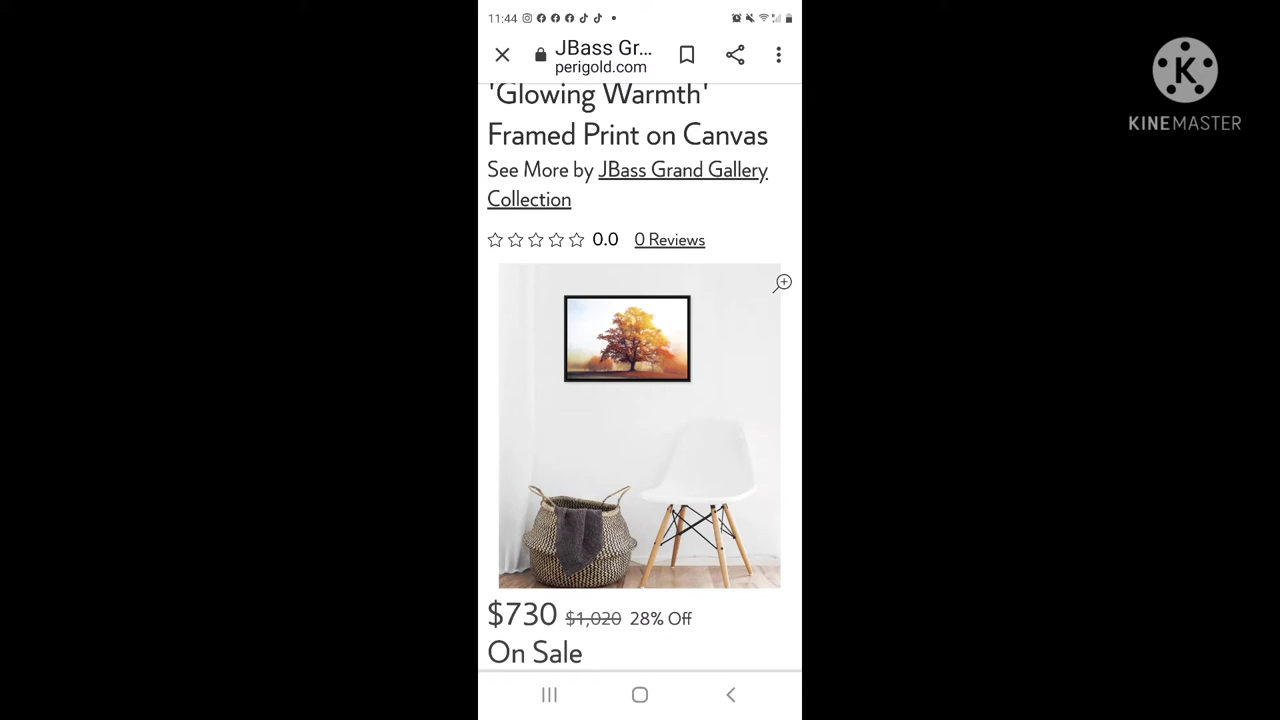 11:44
JBass Gr...
perigold.com
'Glowing Warmth'
Framed Print on Canvas
See More by JBass Grand Gallery
Collection
0.0 0 Reviews
$730 $1,020 28% Off
On Sale
K
KINEMASTER